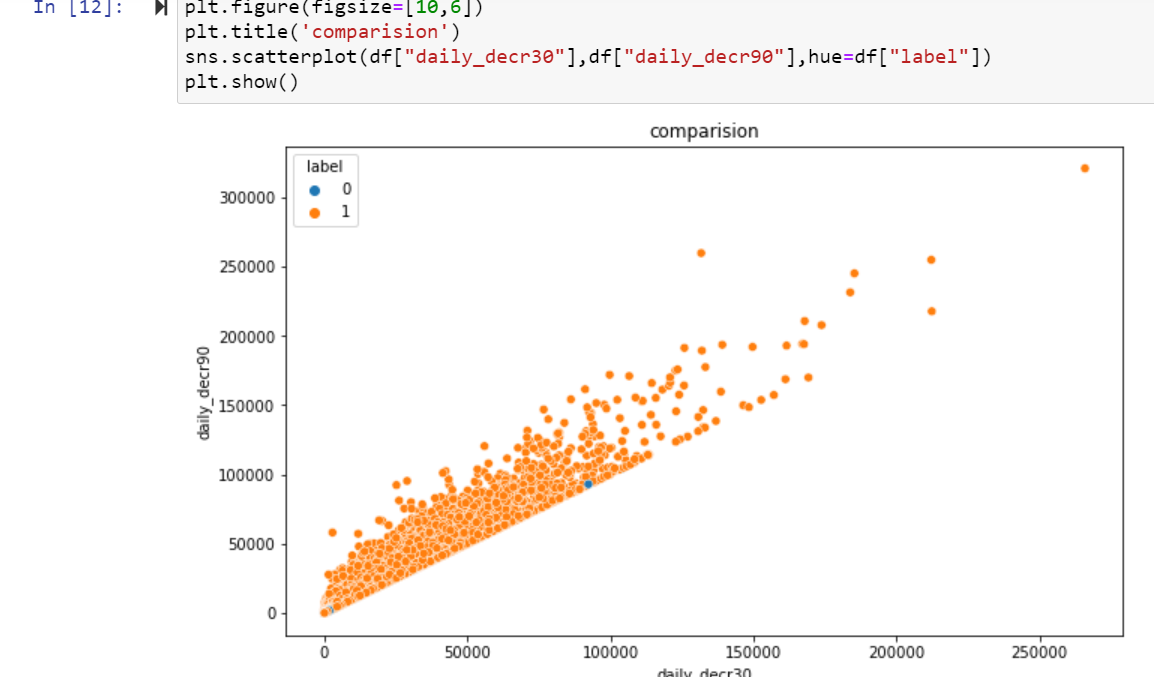 In [12]:
plt.figure(figsize=[10,6])
plt.title('comparision')
sns.scatterplot(df["daily_decr30"],df["daily_decr90"],hue=df["label"])
plt.show()
comparision
label
0
1
300000
250000
200000
150000
100000
50000
0
daily_decr90
0 50000 100000 150000 200000 250000
daily_decr30